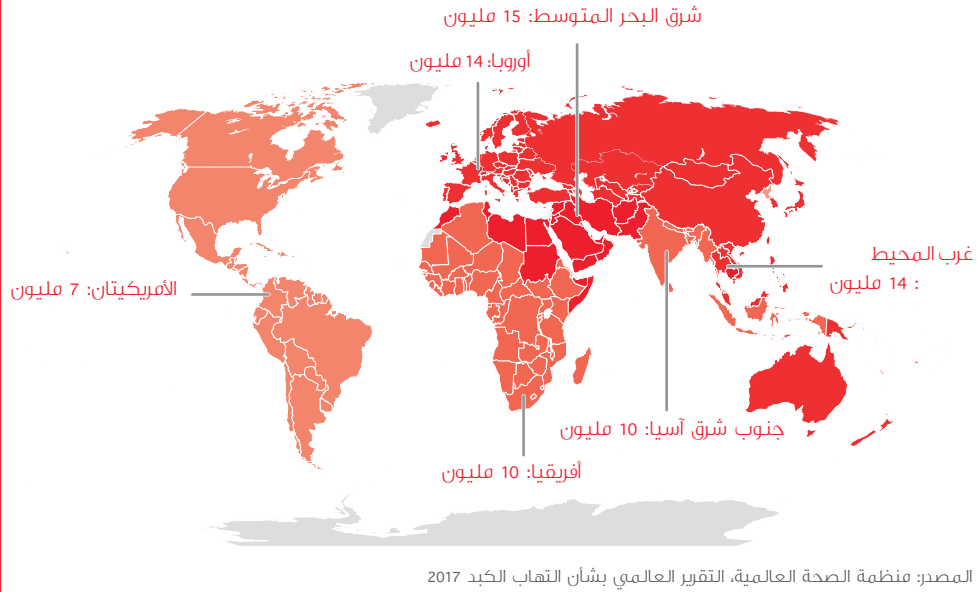 شرق البحر المتوسط: 15 مليون
أوروبا: 14 مليون
غرب المحيط
: 14 مليون
الأمريكيتان: 7 مليون
جنوب شرق آسيا: 10 مليون
أفريقيا: 10 مليون
المصدر: منظمة الصحة العالمية، التقرير العالمي بشأن التهاب الكبد 2017